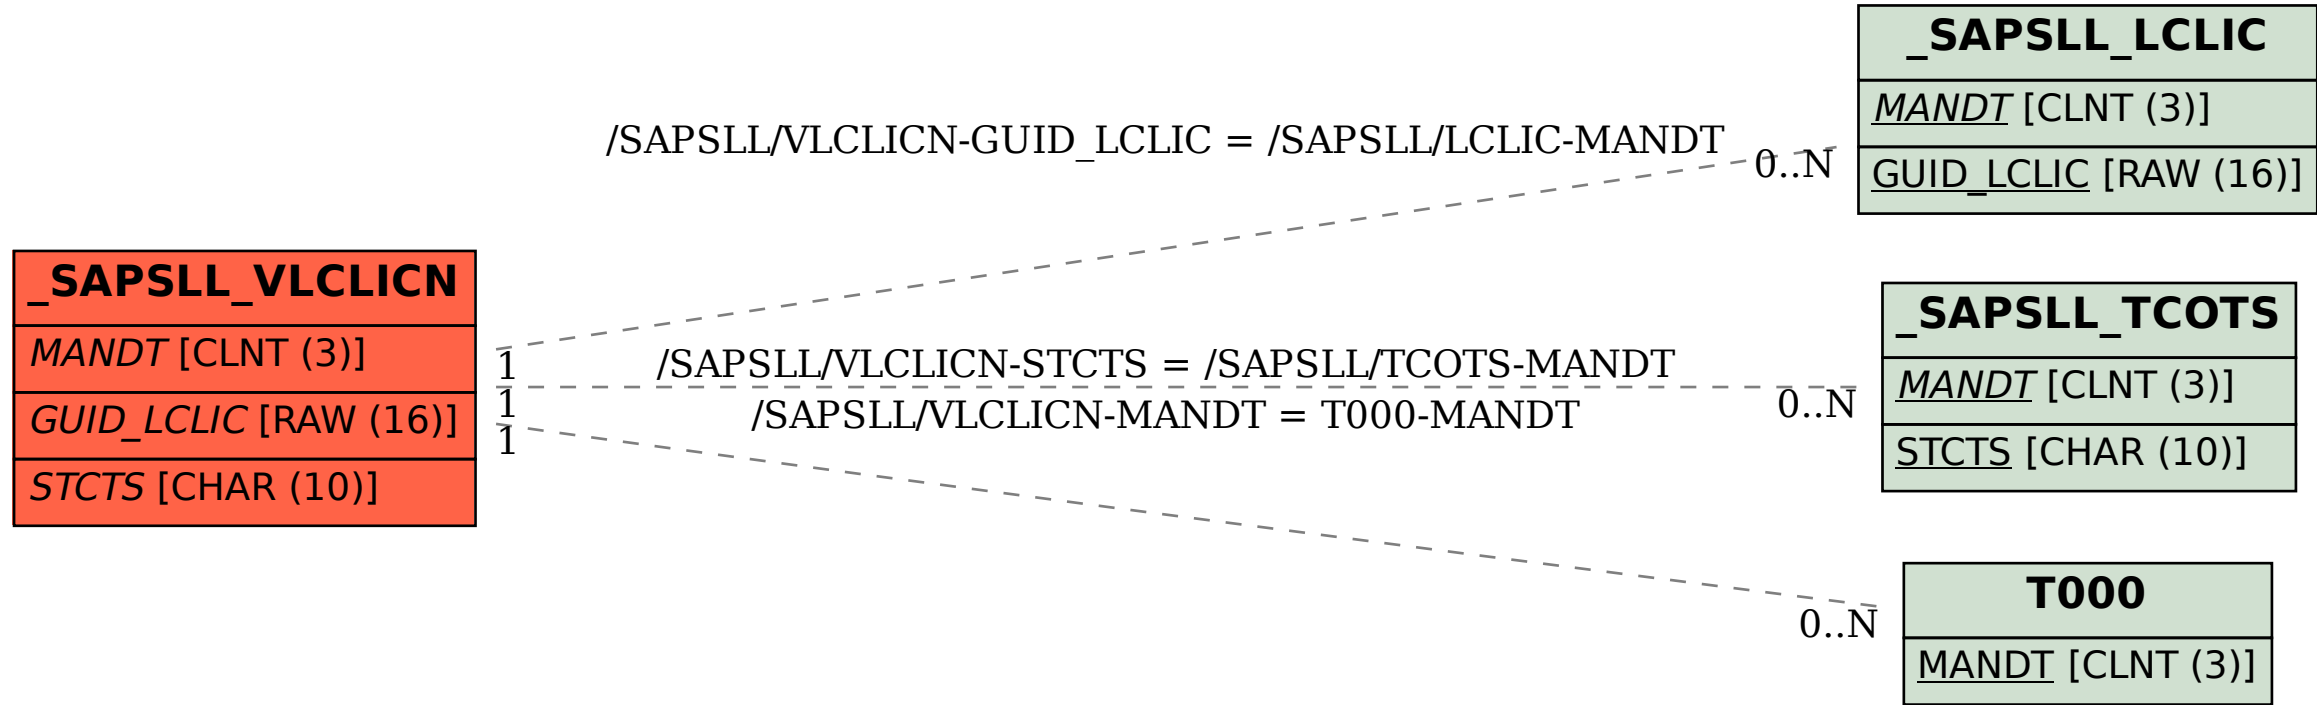 _SAPSLL_LCLIC
MANDT [CLNT (3)]
GUID_LCLIC [RAW (16)]
/SAPSLL/VLCLICN-GUID_LCLIC = /SAPSLL/LCLIC-MANDT
0..N
_SAPSLL_VLCLICN
MANDT [CLNT (3)]
GUID_LCLIC [RAW (16)]
STCTS [CHAR (10)]
1
1
1
/SAPSLL/VLCLICN-STCTS = /SAPSLL/TCOTS-MANDT
/SAPSLL/VLCLICN-MANDT = T000-MANDT
0..N
_SAPSLL_TCOTS
MANDT [CLNT (3)]
STCTS [CHAR (10)]
0..N
T000
MANDT [CLNT (3)]